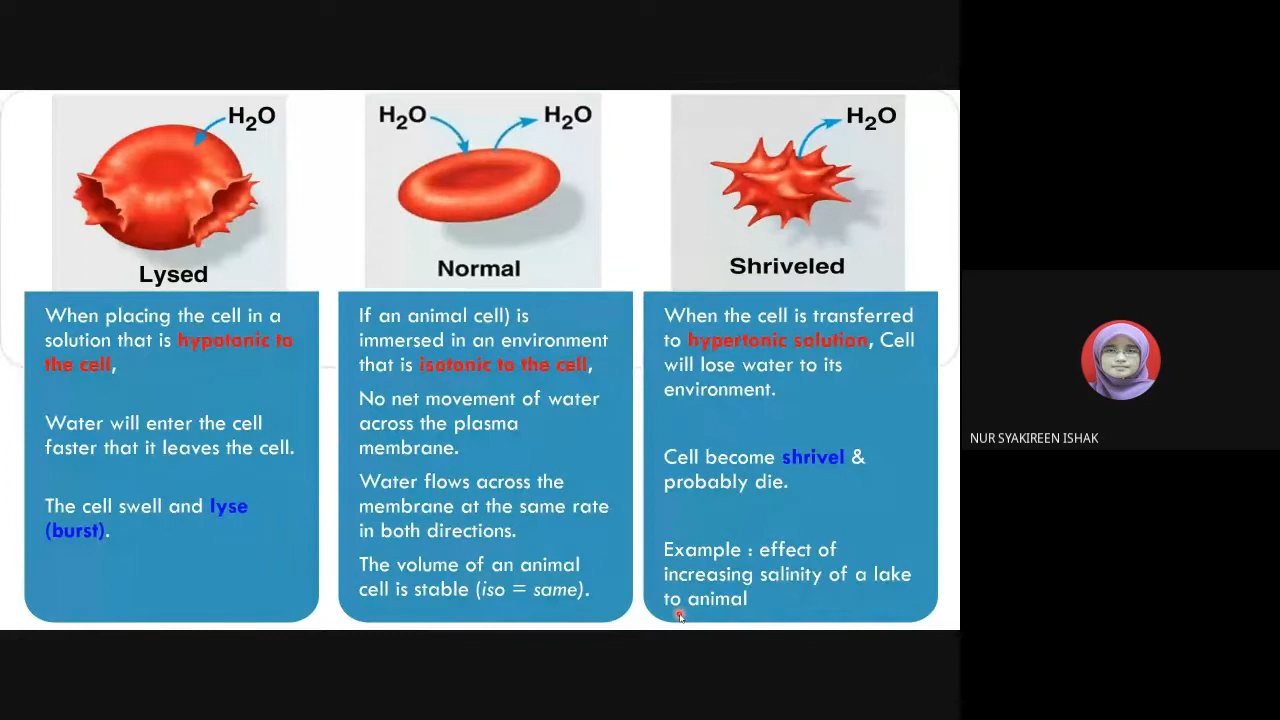 H2O
Lysed
When placing the cell in a
solution that is hypotonic to
the cell,
Water will enter the cell
faster that it leaves the cell.
The cell swell and lyse
(burst).
H2O H2O
Normal
If an animal cell) is
immersed in an environment
that is isotonic to the cell,
No net movement of water
across the plasma
membrane.
Water flows across the
membrane at the same rate
in both directions.
The volume of an animal
cell is stable (iso = same).
H2O
Shriveled
When the cell is transferred
to hypertonic solution, Cell
will lose water to its
environment.
Cell become shrivel &
probably die.
Example : effect of
increasing salinity of a lake
to animal
NUR SYAKIREEN ISHAK